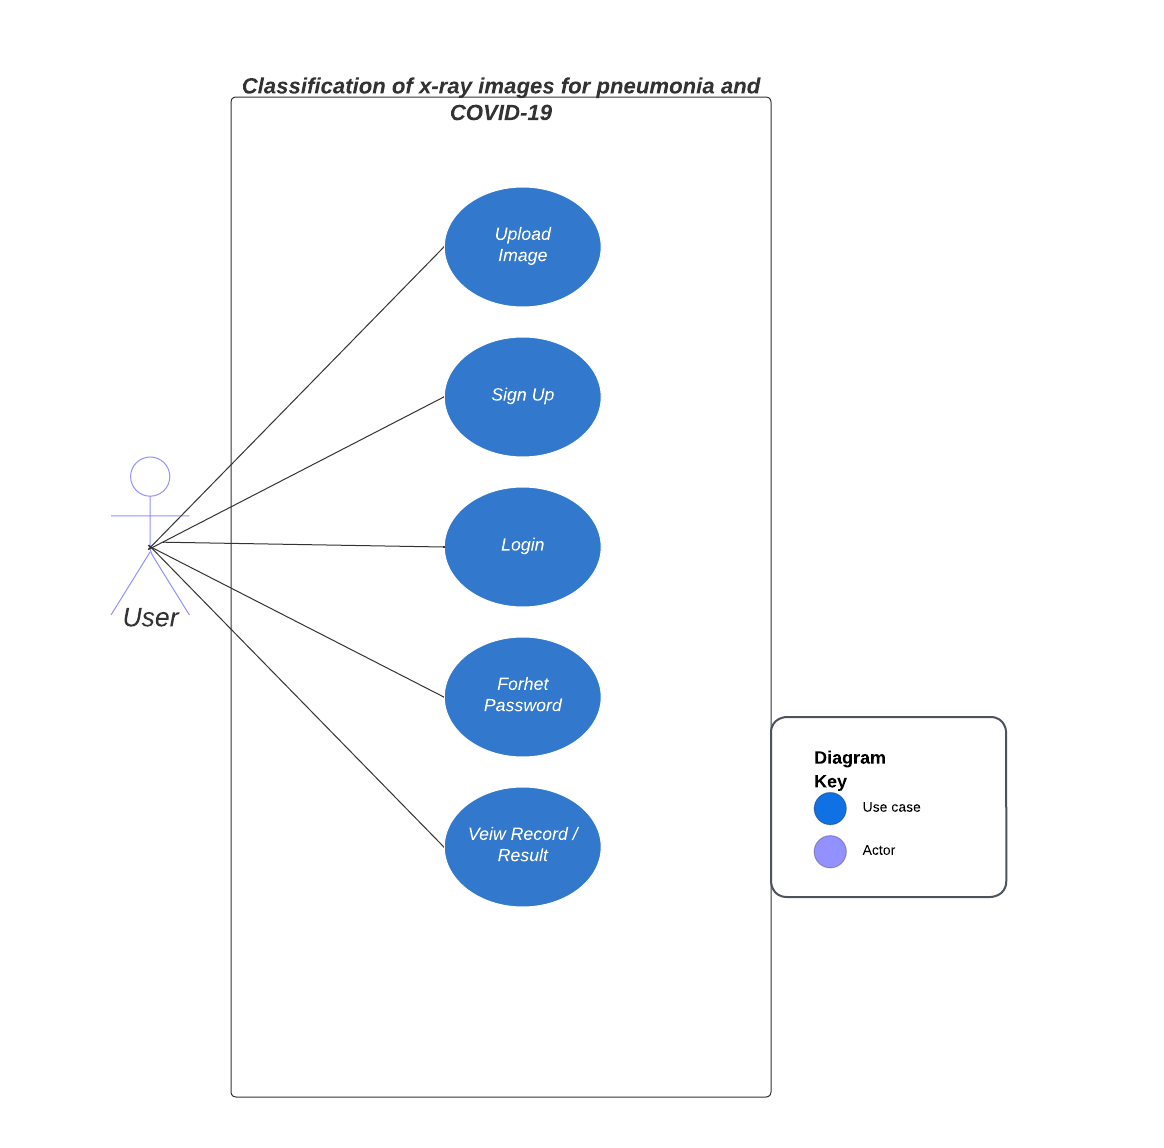 Classification of x-ray images for pneumonia and
COVID-19
Upload
Image
Sign Up
Login
User
Forhet
Password
Veiw Record /
Result
Diagram
Key
Use case
Actor